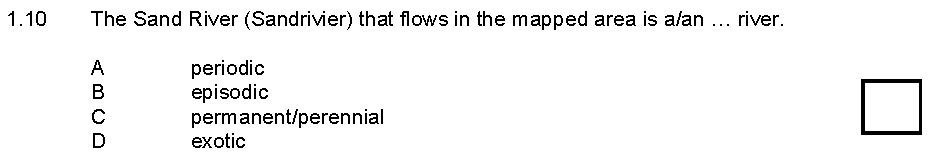 1.10 The Sand River (Sandrivier) that flows in the mapped area is a/an ... river.
A periodic
B episodic
C permanent/perennial
D exotic